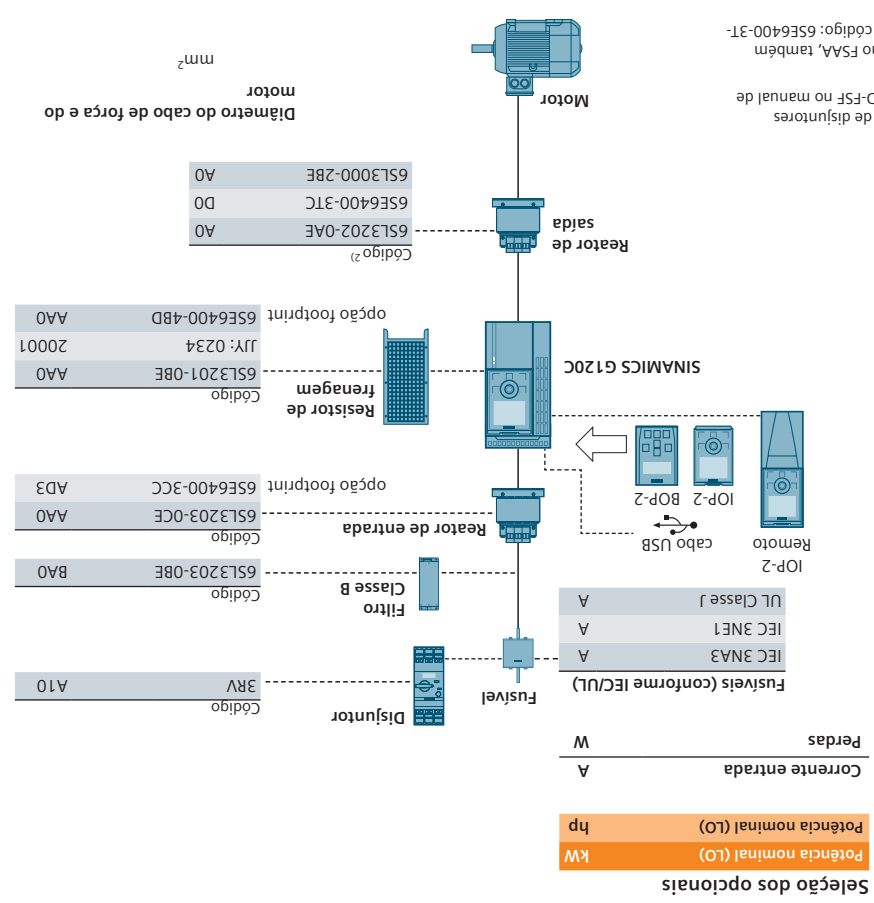 Seleção dos opcionais
Potência nominal (LO) kW
Potência nominal (LO) hp
Corrente entrada A
Perdas W
Fusíveis (conforme IEC/UL)
IEC 3NA3 A
IEC 3NE1 A
UL Classe J A
Fusível
Disjuntor
Código
3RV A10
Filtro
Classe B
Código
6SL3203-0BE BA0
Reator de entrada
Código
6SL3203-0CE AA0
opção footprint 6SE6400-3CC AD3
IOP-2
Remoto
cabo USB
IOP-2 BOP-2
SINAMICS G120C
Resistor de
frenagem
Código
6SL3201-0BE AA0
JJY: 0234 20001
opção footprint 6SE6400-4BD AA0
Reator de
saída
Código 2)
6SL3202-0AE A0
6SE6400-3TC D0
6SL3000-2BE A0
Motor
Diâmetro do cabo de força e do
motor
mm2
de disjuntores
D-FSF no manual de
no FSAA, também
código: 6SE6400-3T-